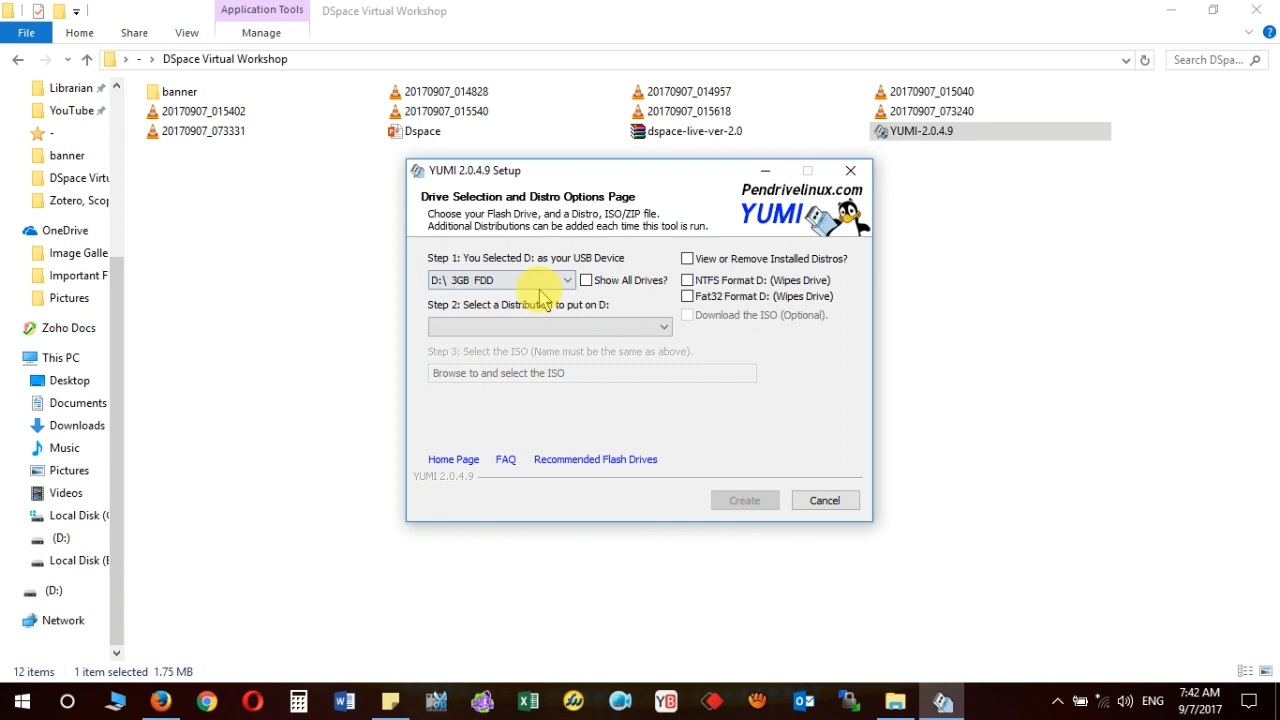 Application Tools
DSpace Virtual Workshop
File
Home
Share
View
Manage
- DSpace Virtual Workshop
Search DSpa...
Librarian
YouTube
-
banner
DSpace Virtu
Zotero, Scop
OneDrive
Image Galle
Important F
Pictures
Zoho Docs
This PC
Desktop
Documents
Downloads
Music
Pictures
Videos
Local Disk (C
(D:)
Local Disk (E
(D:)
Network
banner
20170907_014828
20170907_014957
20170907_015040
20170907_015402
20170907_015540
20170907_015618
20170907_073240
20170907_073331
Dspace
dspace-live-ver-2.0
YUMI-2.0.4.9
YUMI 2.0.4.9 Setup
Drive Selection and Distro Options Page
Choose your Flash Drive, and a Distro, ISO/ZIP file.
Additional Distributions can be added each time this tool is run.
Pendrivelinux.com
YUMI
Step 1: You Selected D: as your USB Device
View or Remove Installed Distros?
D:\ 3GB FDD
Show All Drives?
NTFS Format D: (Wipes Drive)
Fat32 Format D: (Wipes Drive)
Step 2: Select a Distribution to put on D:
Download the ISO (Optional).
Step 3: Select the ISO (Name must be the same as above).
Browse to and select the ISO
Home Page
FAQ
Recommended Flash Drives
YUMI 2.0.4.9
Create
Cancel
12 items
1 item selected 1.75 MB
ENG
7:42 AM
9/7/2017